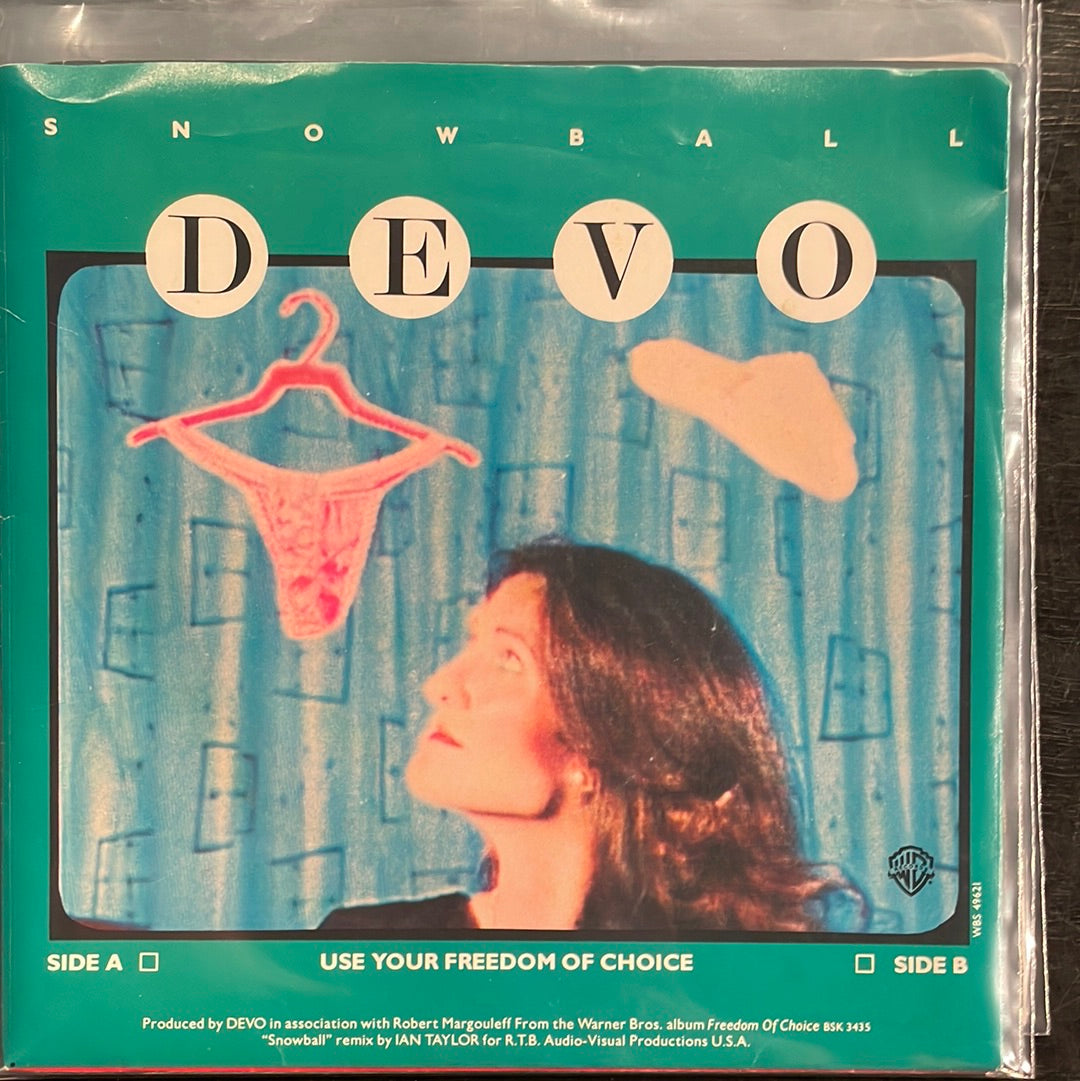 S N O W B A L L
D E V O
WBS 49621
SIDE A □ USE YOUR FREEDOM OF CHOICE □ SIDE B
Produced by DEVO in association with Robert Margouleff From the Warner Bros. album Freedom Of Choice BSK 3435
“Snowball” remix by IAN TAYLOR for R.T.B. Audio-Visual Productions U.S.A.